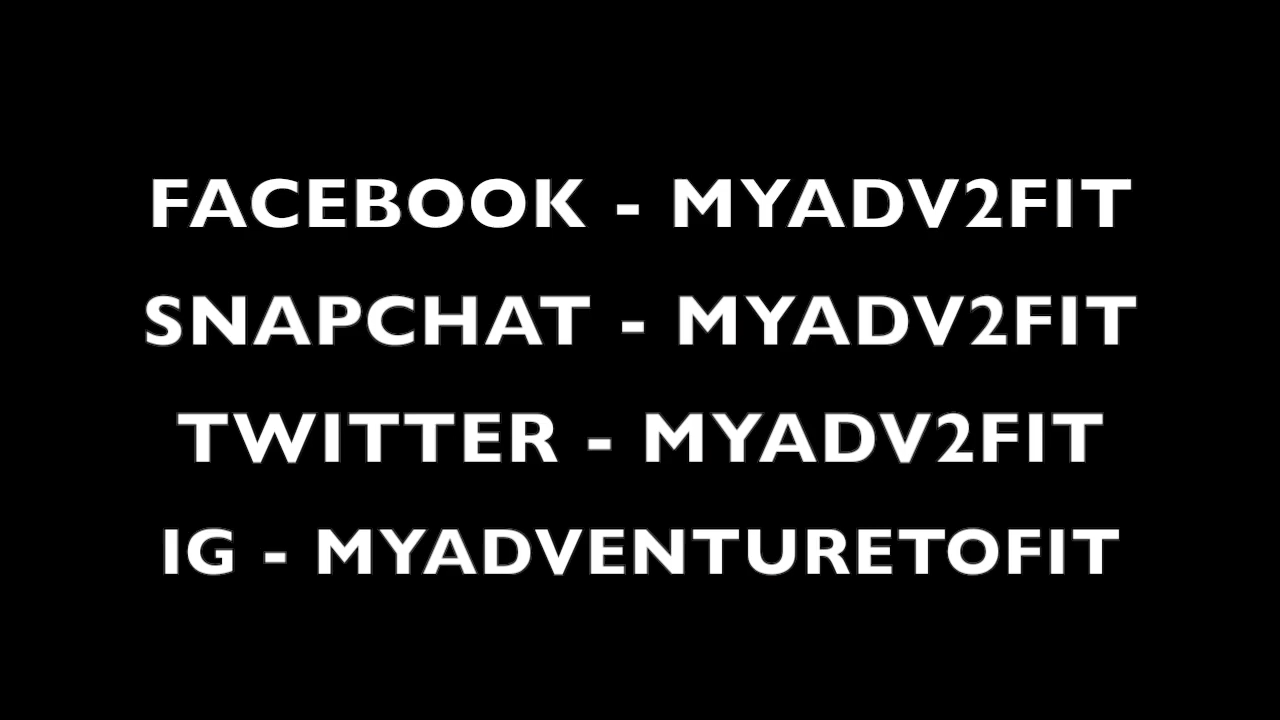 FACEBOOK - MYADV2FIT
SNAPCHAT - MYADV2FIT
TWITTER - MYADV2FIT
IG - MYADVENTURETOFIT